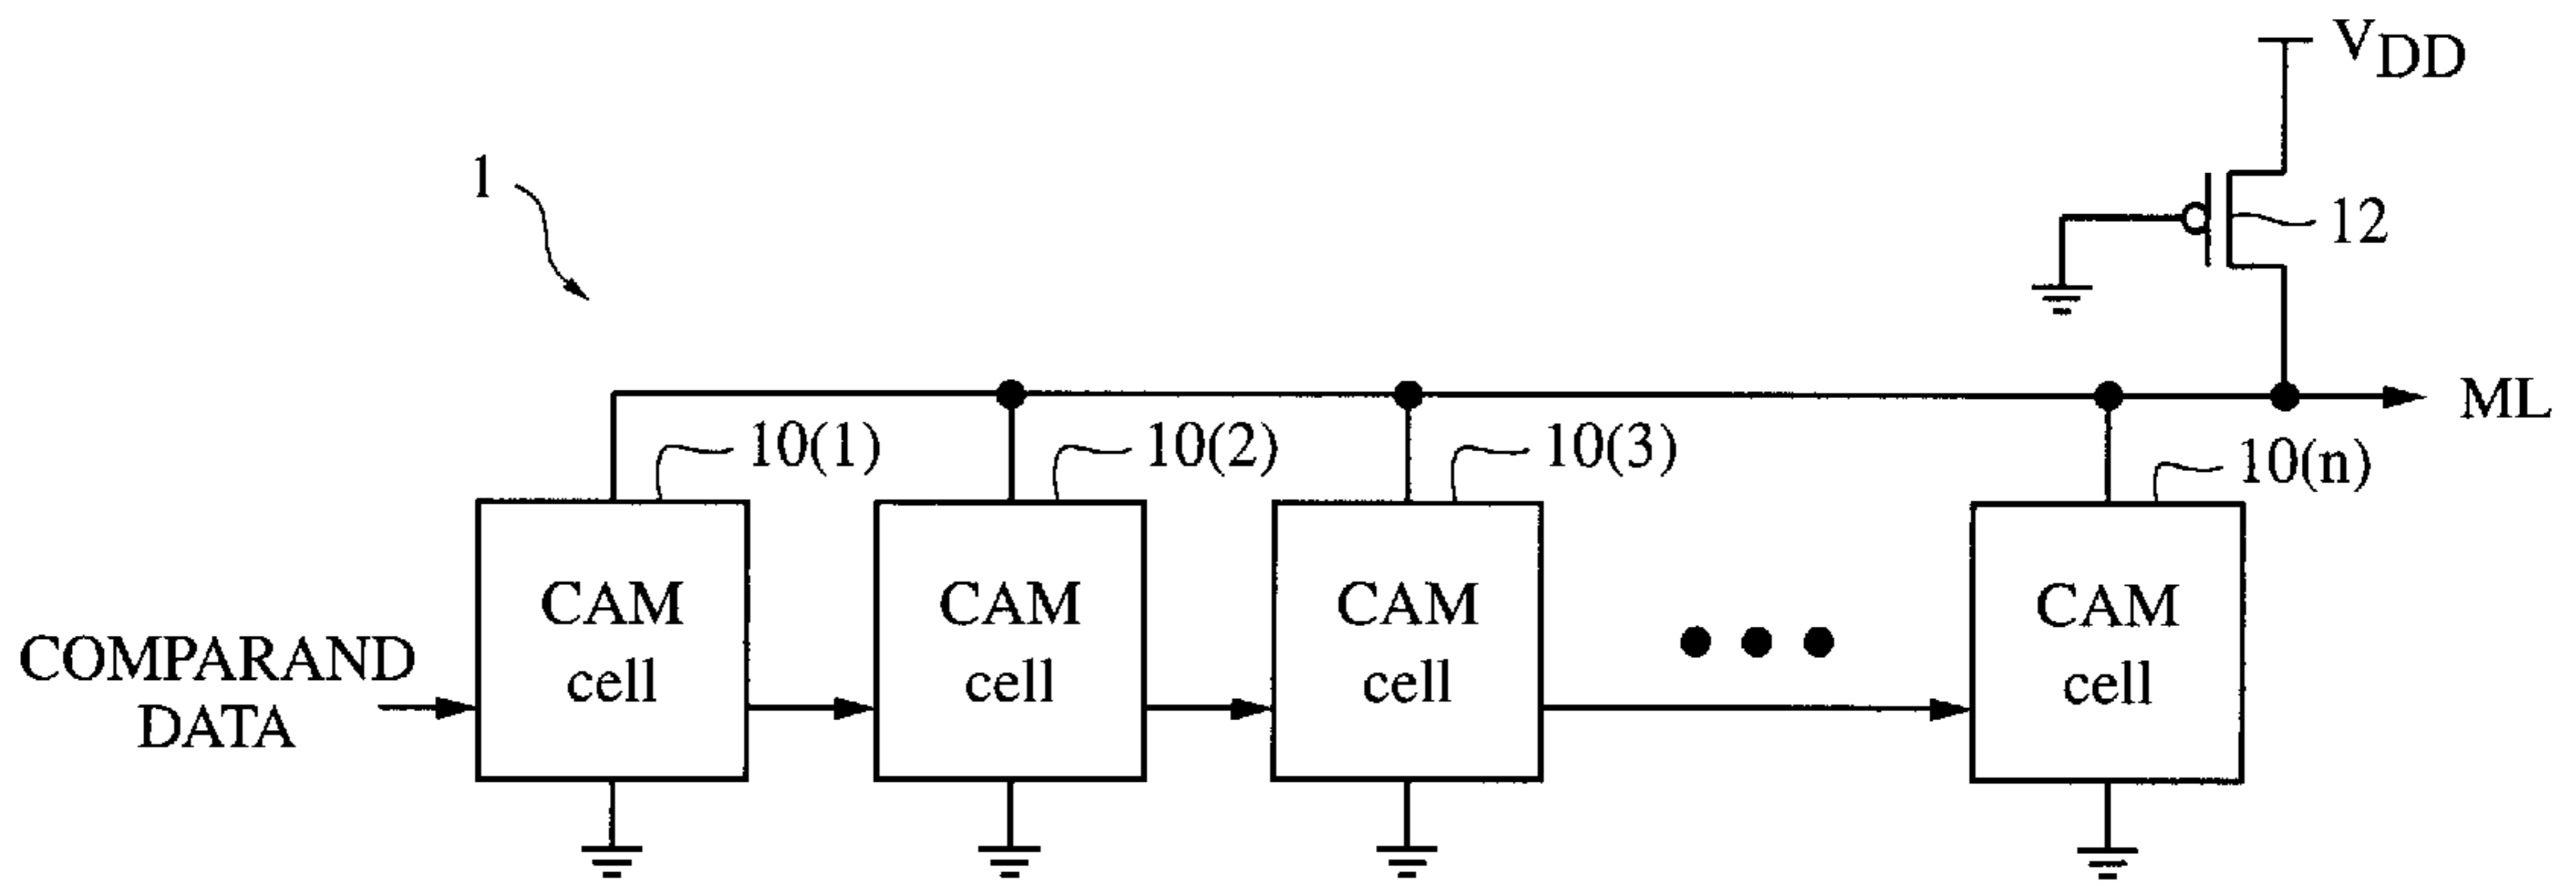 V_DD
1
12
ML
10(1)
10(2)
10(3)
10(n)
CAM
cell
CAM
cell
CAM
cell
CAM
cell
COMPARAND
DATA